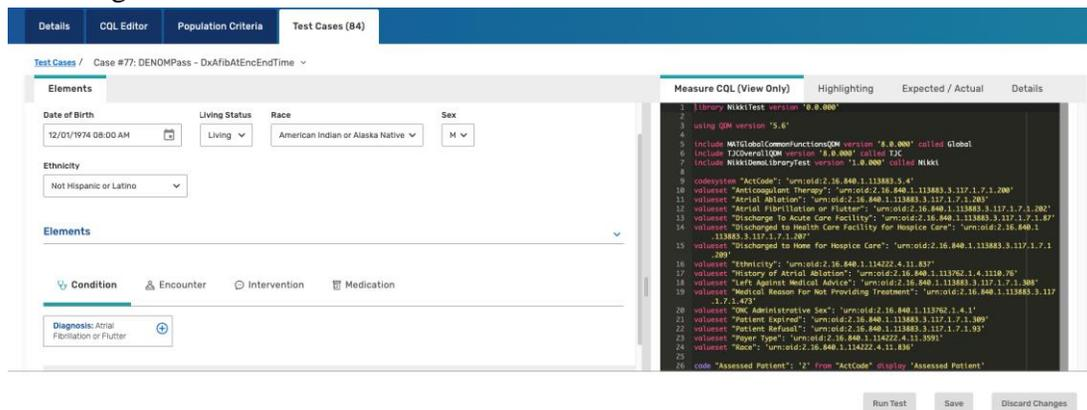 Details CQL Editor Population Criteria Test Cases (84)
Test Cases / Case #77: DENOMPass - DxAfibAtEncEndTime
Elements
Date of Birth Living Status Race Sex
12/01/1974 08:00 AM Living American Indian or Alaska Native M
Ethnicity
Not Hispanic or Latino
Elements
Condition Encounter Intervention Medication
Diagnosis: Atrial
Fibrillation or Flutter
Measure CQL (View Only) Highlighting Expected / Actual Details
1 library NikkiTest version '0.0.000'
2
3 using QDM version '5.6'
4
5 include MATGlobalCommonFunctionsQDM version '8.0.000' called Global
6 include TJCOverallQDM version '8.0.000' called TJC
7 include NikkiDemoLibraryTest version '1.0.000' called Nikki
8
9 codesystem "ActCode": 'urn:oid:2.16.840.1.113883.5.4'
10 valueset "Anticoagulant Therapy": 'urn:oid:2.16.840.1.113883.3.117.1.7.1.200'
11 valueset "Atrial Ablation": 'urn:oid:2.16.840.1.113883.3.117.1.7.1.203'
12 valueset "Atrial Fibrillation or Flutter": 'urn:oid:2.16.840.1.113883.3.117.1.7.1.202'
13 valueset "Discharge To Acute Care Facility": 'urn:oid:2.16.840.1.113883.3.117.1.7.1.87'
14 valueset "Discharged to Health Care Facility for Hospice Care": 'urn:oid:2.16.840.1
.113883.3.117.1.7.1.207'
15 valueset "Discharged to Home for Hospice Care": 'urn:oid:2.16.840.1.113883.3.117.1.7.1
.209'
16 valueset "Ethnicity": 'urn:oid:2.16.840.1.114222.4.11.837'
17 valueset "History of Atrial Ablation": 'urn:oid:2.16.840.1.113762.1.4.1110.76'
18 valueset "Left Against Medical Advice": 'urn:oid:2.16.840.1.113883.3.117.1.7.1.308'
19 valueset "Medical Reason For Not Providing Treatment": 'urn:oid:2.16.840.1.113883.3.117
.1.7.1.473'
20 valueset "ONC Administrative Sex": 'urn:oid:2.16.840.1.113762.1.4.1'
21 valueset "Patient Expired": 'urn:oid:2.16.840.1.113883.3.117.1.7.1.309'
22 valueset "Patient Refusal": 'urn:oid:2.16.840.1.113883.3.117.1.7.1.93'
23 valueset "Payer Type": 'urn:oid:2.16.840.1.114222.4.11.3591'
24 valueset "Race": 'urn:oid:2.16.840.1.114222.4.11.836'
25
26 code "Assessed Patient": 'Z' from "ActCode" display 'Assessed Patient'
Run Test Save Discard Changes